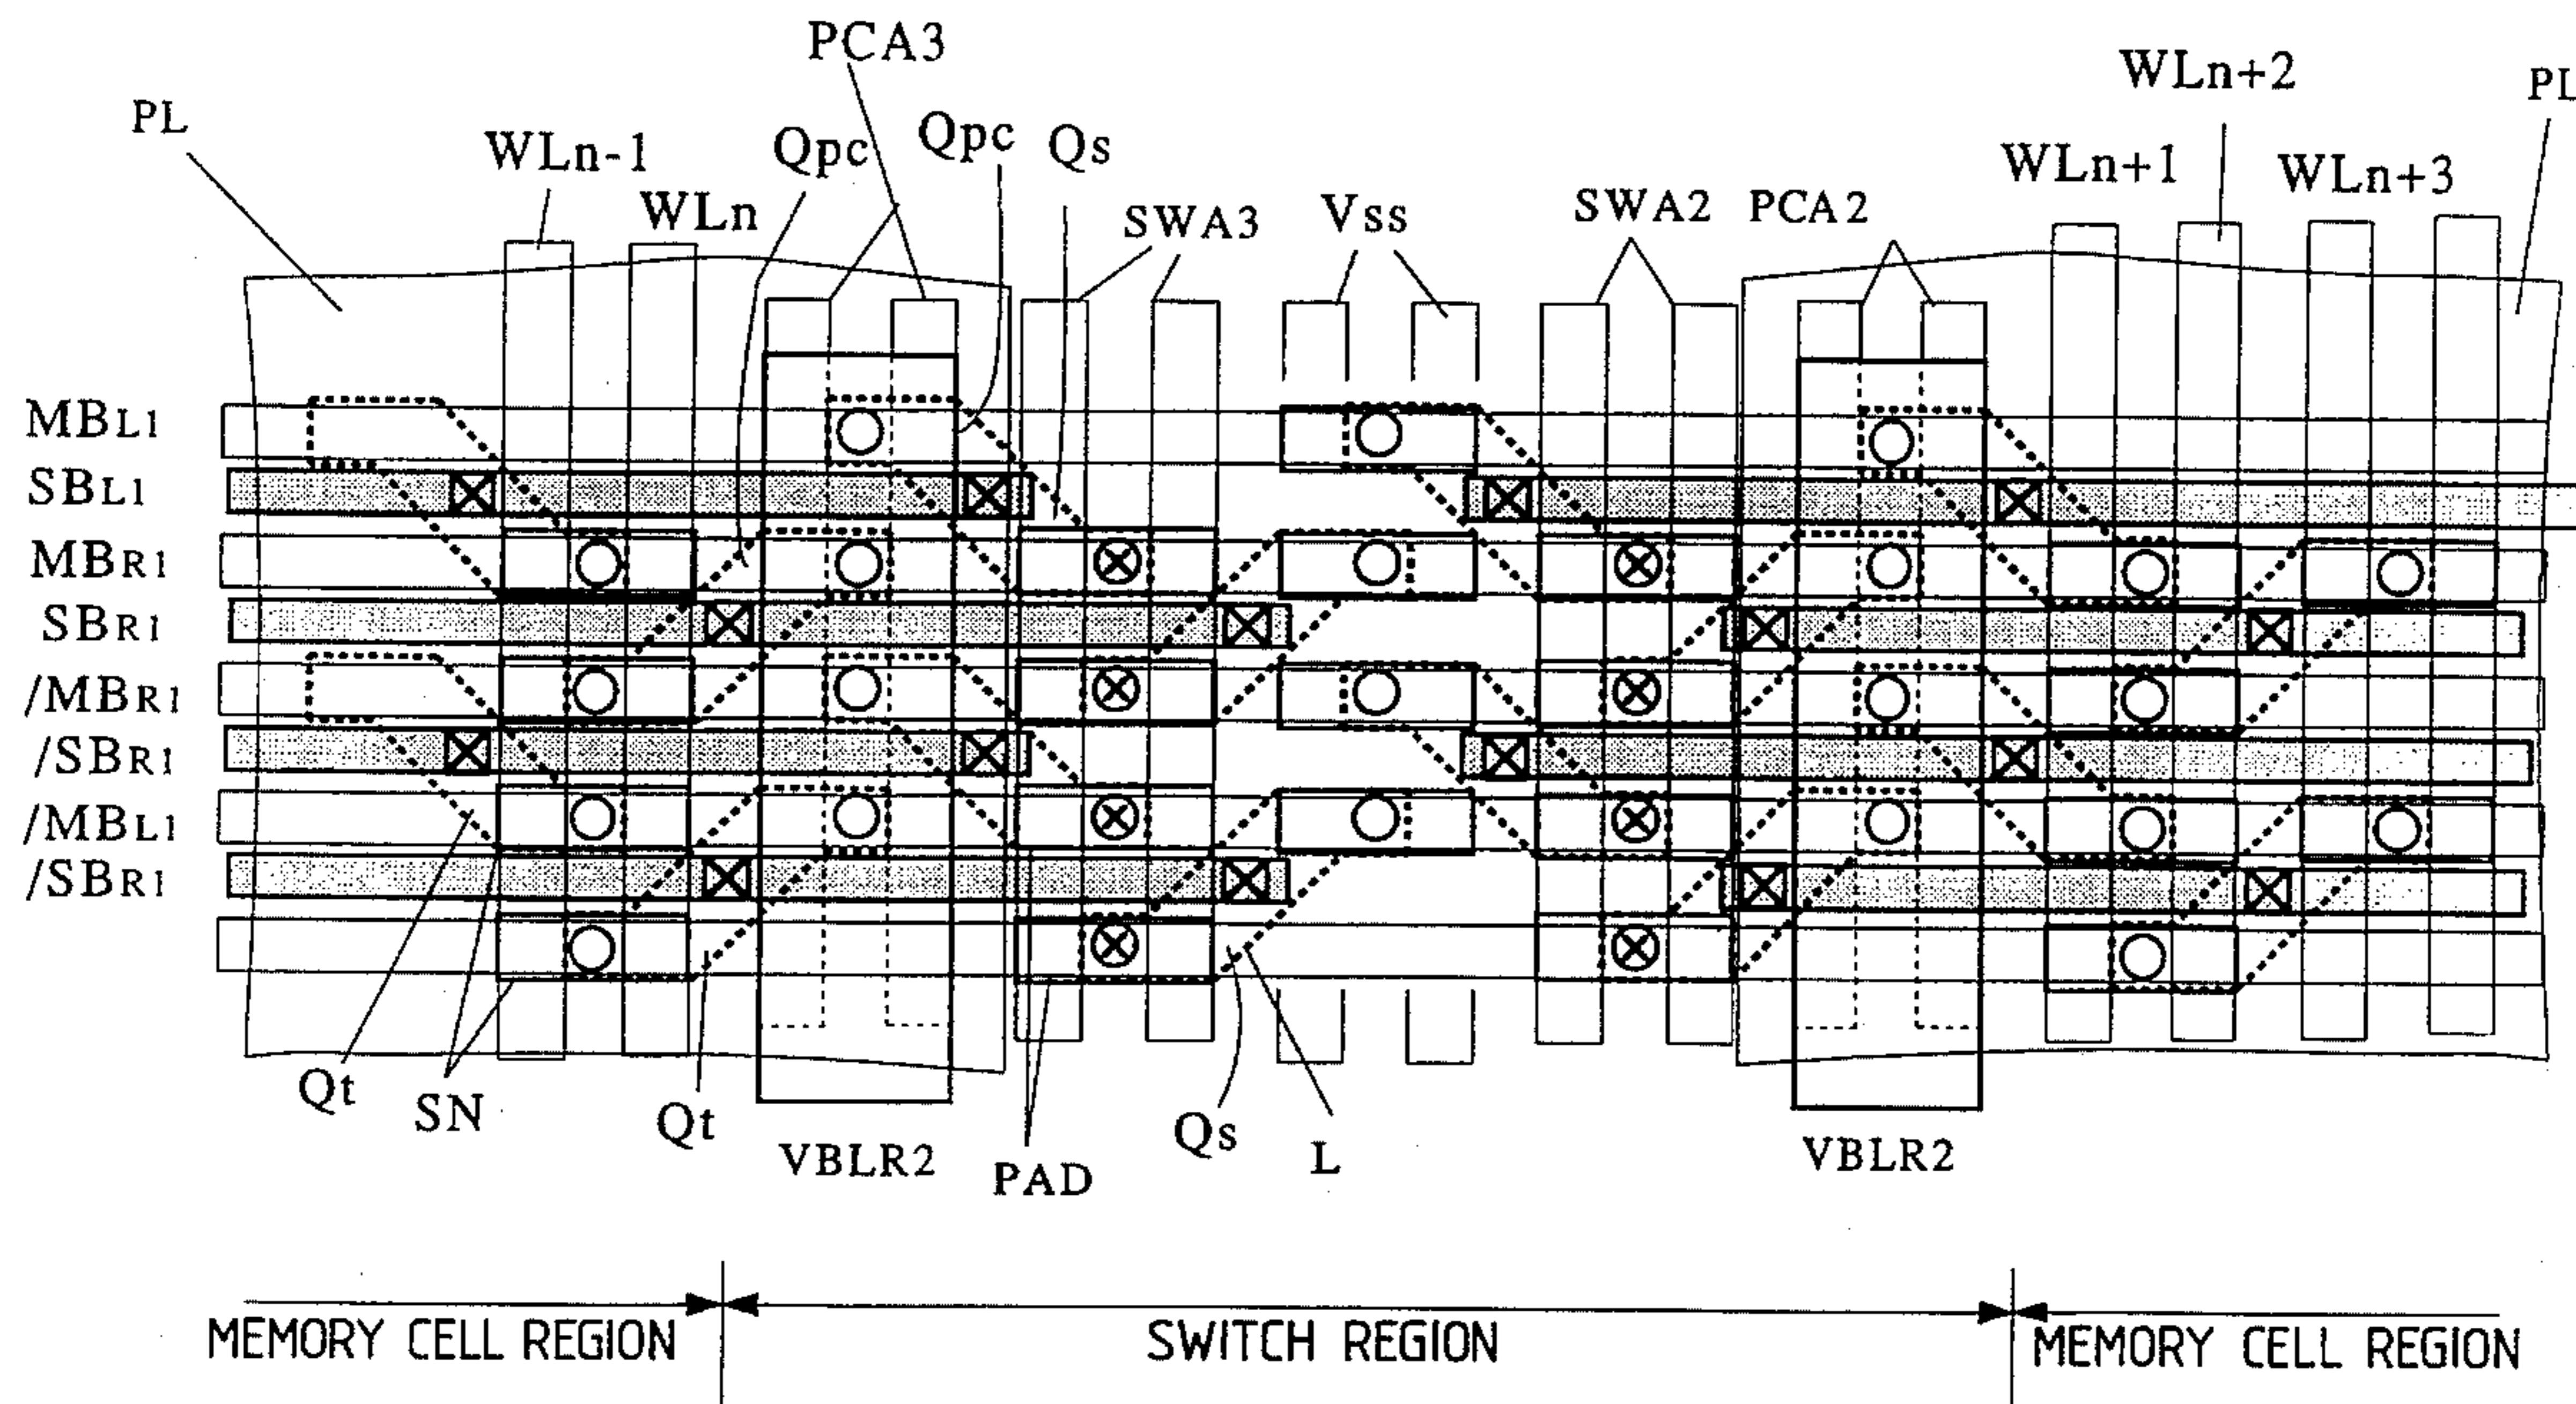 PCA3
WLn+2
PL
PL
WLn-1
Qpc
Qpc
Qs
WLn+1
WLn+3
WLn
SWA3
Vss
SWA2
PCA2
MBL1
SBL1
MBR1
SBR1
/MBR1
/SBR1
/MBL1
/SBR1
Qt
SN
Qt
VBLR2
PAD
Qs
L
VBLR2
MEMORY CELL REGION
SWITCH REGION
MEMORY CELL REGION